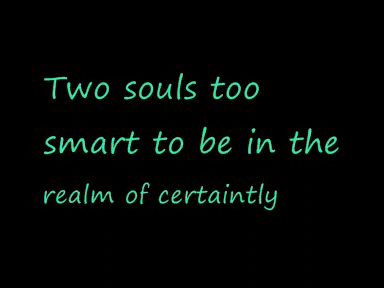 Two souls too
smart to be in the
realm of certaintly